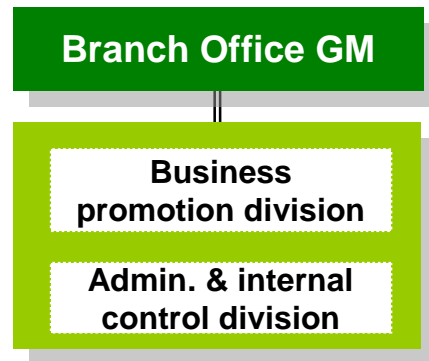 Branch Office GM
Business
promotion division
Admin. & internal
control division